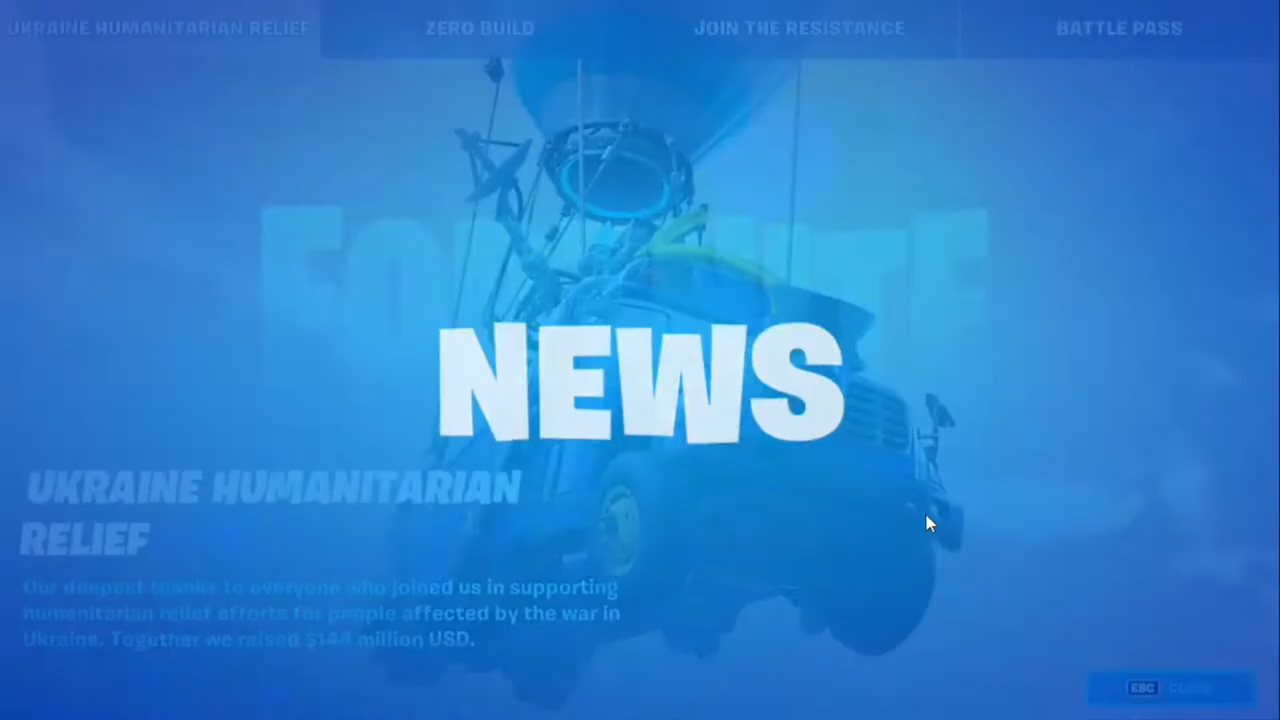 UKRAINE HUMANITARIAN RELIEF
ZERO BUILD
JOIN THE RESISTANCE
BATTLE PASS
FORTNITE
NEWS
UKRAINE HUMANITARIAN
RELIEF
Our deepest thanks to everyone who joined us in supporting
humanitarian relief efforts for people affected by the war in
Ukraine. Together we raised $144 million USD.
ESC CLOSE